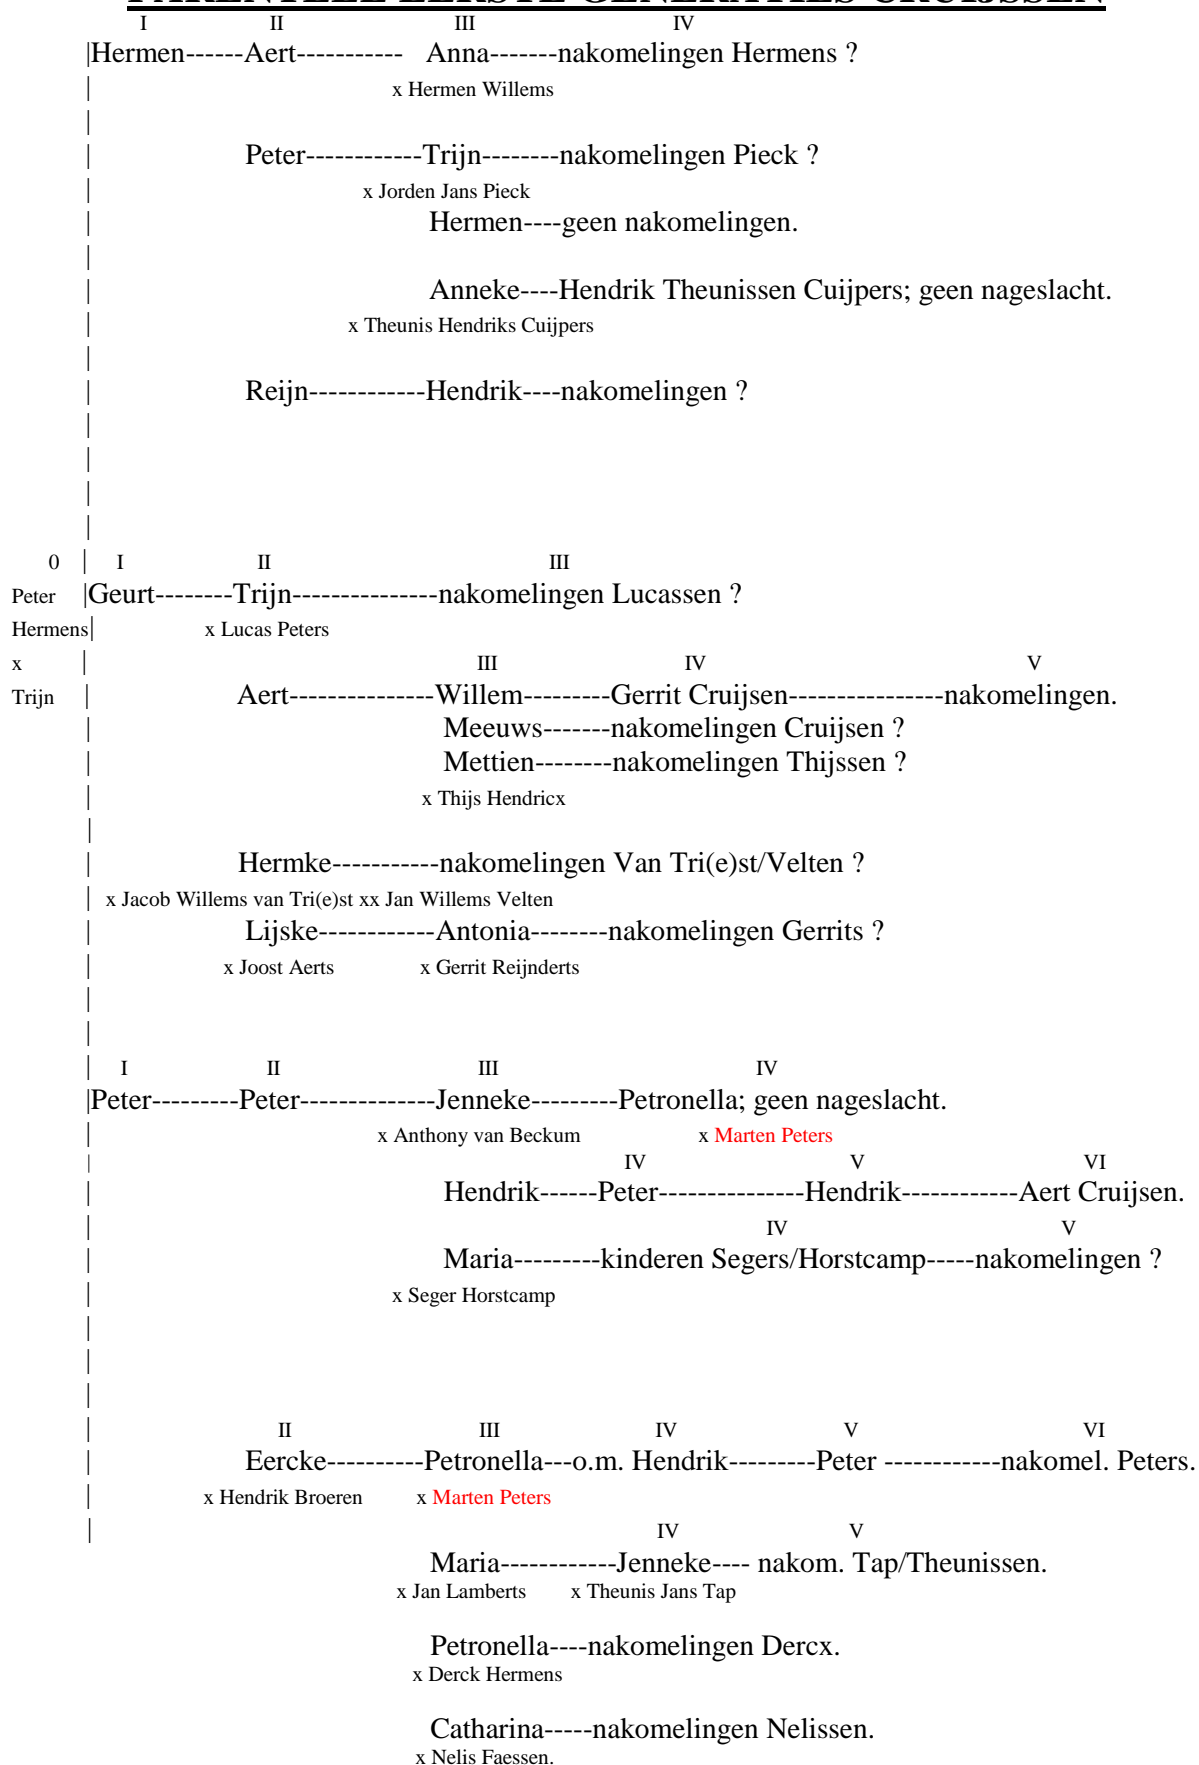 PARENTELE EERSTE GENERATIES CRUIJSSEN
I II III IV
|Hermen------Aert----------- Anna-------nakomelingen Hermens ?
| x Hermen Willems
|
| Peter------------Trijn--------nakomelingen Pieck ?
| x Jorden Jans Pieck
| Hermen----geen nakomelingen.
|
| Anneke----Hendrik Theunissen Cuijpers; geen nageslacht.
| x Theunis Hendriks Cuijpers
|
| Reijn------------Hendrik----nakomelingen ?
|
|
|
|
0 | I II III
Peter |Geurt--------Trijn---------------nakomelingen Lucassen ?
Hermens| x Lucas Peters
x | III IV V
Trijn | Aert---------------Willem---------Gerrit Cruijsen----------------nakomelingen.
| Meeuws-------nakomelingen Cruijsen ?
| Mettien--------nakomelingen Thijssen ?
| x Thijs Hendricx
|
| Hermke-----------nakomelingen Van Tri(e)st/Velten ?
| x Jacob Willems van Tri(e)st xx Jan Willems Velten
| Lijske------------Antonia--------nakomelingen Gerrits ?
| x Joost Aerts x Gerrit Reijnderts
|
|
| I II III IV
|Peter---------Peter--------------Jenneke---------Petronella; geen nageslacht.
| x Anthony van Beckum x Marten Peters
| IV V VI
| Hendrik------Peter---------------Hendrik------------Aert Cruijsen.
| IV V
| Maria---------kinderen Segers/Horstcamp-----nakomelingen ?
| x Seger Horstcamp
|
|
|
| II III IV V VI
| Eercke----------Petronella---o.m. Hendrik---------Peter ------------nakomel. Peters.
| x Hendrik Broeren x Marten Peters
| IV V
Maria------------Jenneke---- nakom. Tap/Theunissen.
x Jan Lamberts x Theunis Jans Tap
Petronella----nakomelingen Dercx.
x Derck Hermens
Catharina-----nakomelingen Nelissen.
x Nelis Faessen.